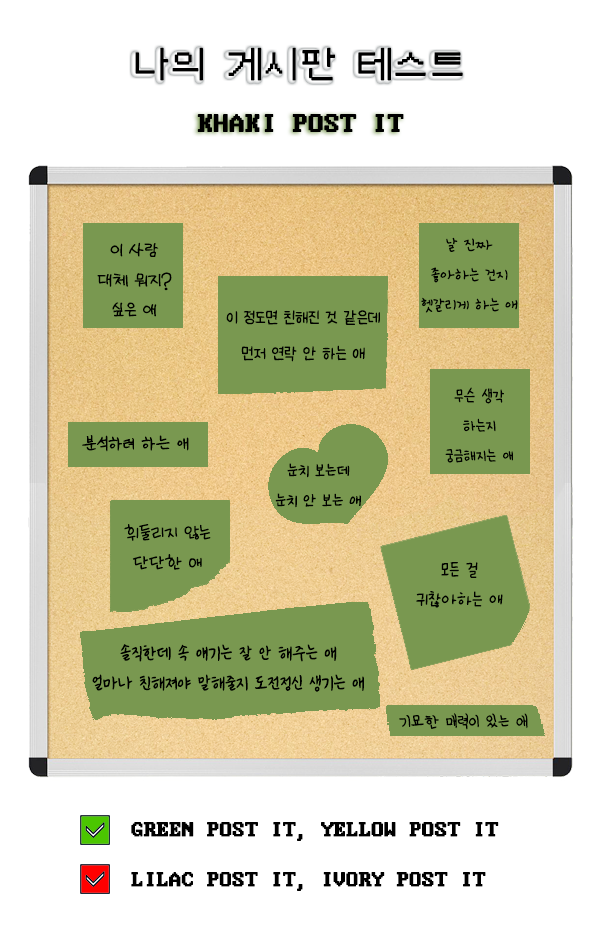 나의 게시판 테스트
KHAKI POST IT
이 사람
대체 뭐지?
싶은 애
날 진짜
좋아하는 건지
헷갈리게 하는 애
이 정도면 친해진 것 같은데
먼저 연락 안 하는 애
무슨 생각
하는지
궁금해지는 애
분석하려 하는 애
눈치 보는데
눈치 안 보는 애
휘둘리지 않는
단단한 애
모든 걸
귀찮아하는 애
솔직한데 속 얘기는 잘 안 해주는 애
얼마나 친해져야 말해줄지 도전정신 생기는 애
기묘한 매력이 있는 애
GREEN POST IT, YELLOW POST IT
LILAC POST IT, IVORY POST IT